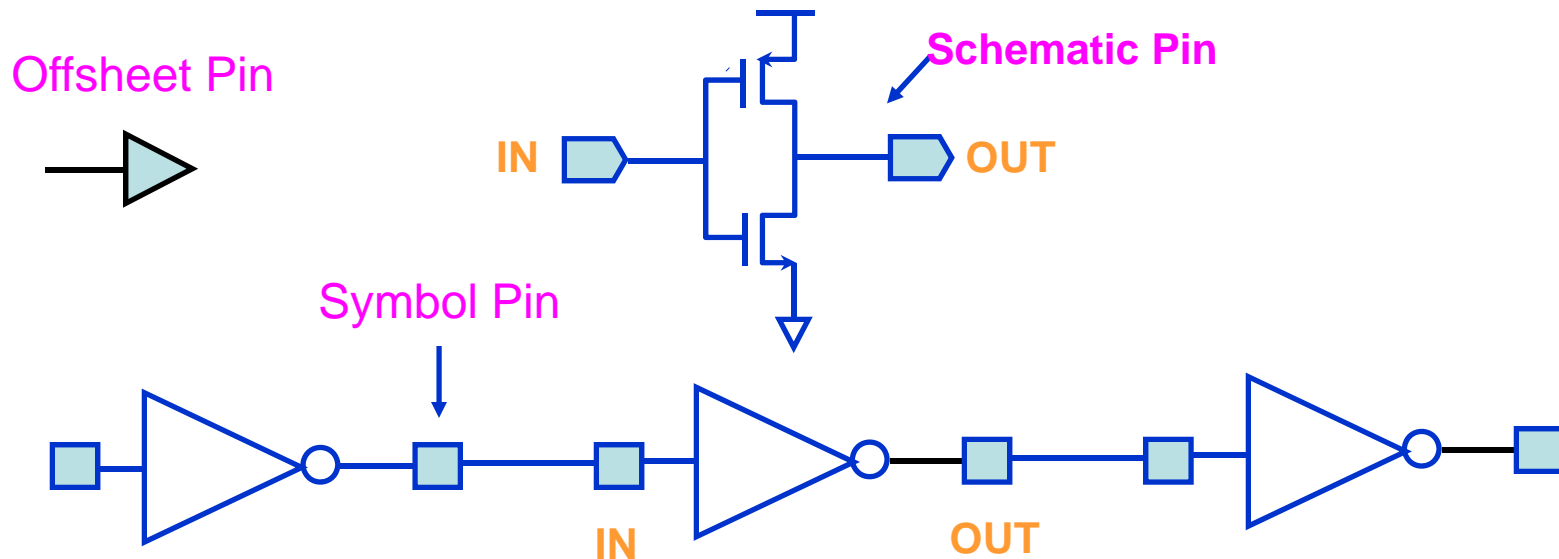 Schematic Pin
Offsheet Pin
IN
OUT
Symbol Pin
IN
OUT